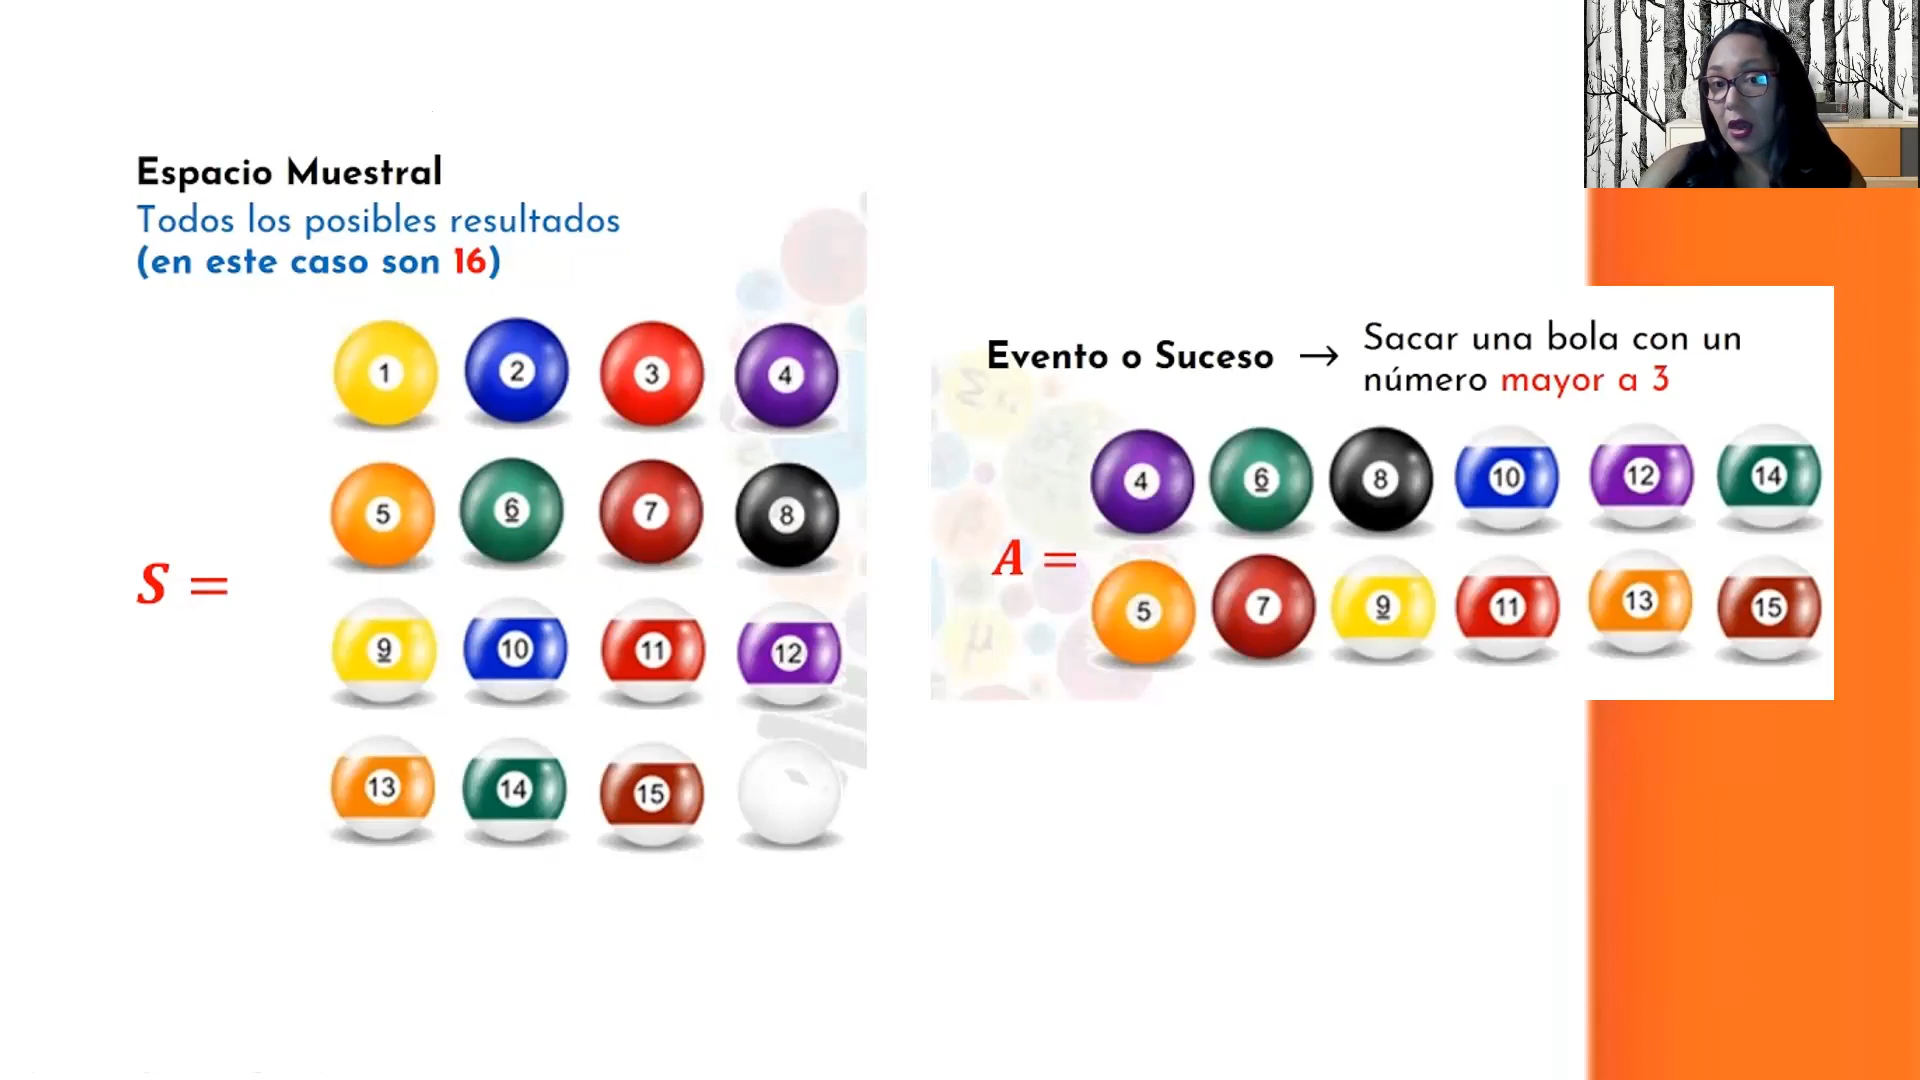 Espacio Muestral
Todos los posibles resultados
(en este caso son 16)
S =
1 2 3 4
5 6 7 8
9 10 11 12
13 14 15
Evento o Suceso → Sacar una bola con un
número mayor a 3
A =
4 6 8 10 12 14
5 7 9 11 13 15
μ